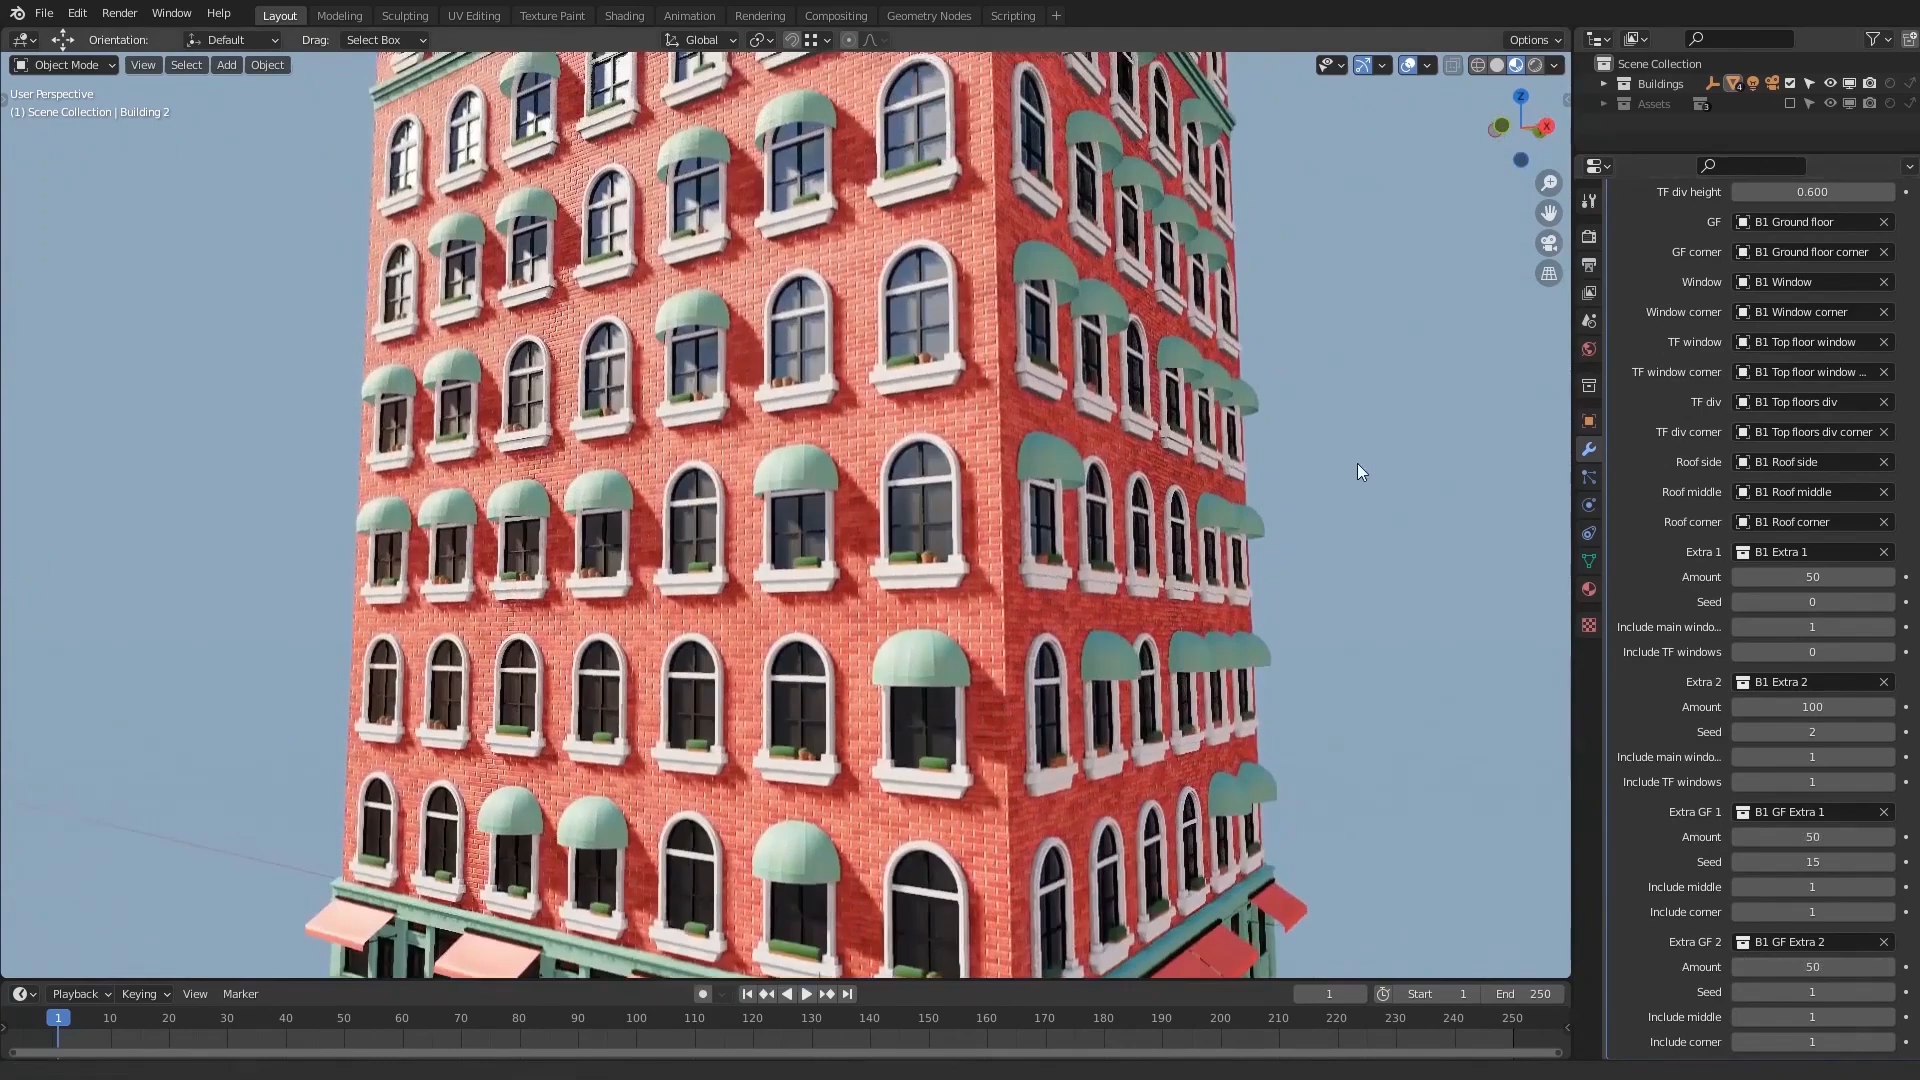 File Edit Render Window Help Layout Modeling Sculpting UV Editing Texture Paint Shading Animation Rendering Compositing Geometry Nodes Scripting +
Orientation: Default Drag: Select Box Global Options
Object Mode View Select Add Object
User Perspective
(1) Scene Collection | Building 2
Z
X
Scene Collection
Buildings 4
Assets 3
TF div height 0.600
GF B1 Ground floor
GF corner B1 Ground floor corner
Window B1 Window
Window corner B1 Window corner
TF window B1 Top floor window
TF window corner B1 Top floor window ...
TF div B1 Top floors div
TF div corner B1 Top floors div corner
Roof side B1 Roof side
Roof middle B1 Roof middle
Roof corner B1 Roof corner
Extra 1 B1 Extra 1
Amount 50
Seed 0
Include main windo... 1
Include TF windows 0
Extra 2 B1 Extra 2
Amount 100
Seed 2
Include main windo... 1
Include TF windows 1
Extra GF 1 B1 GF Extra 1
Amount 50
Seed 15
Include middle 1
Include corner 1
Extra GF 2 B1 GF Extra 2
Amount 50
Seed 1
Include middle 1
Include corner 1
Playback Keying View Marker 1 Start 1 End 250
1 10 20 30 40 50 60 70 80 90 100 110 120 130 140 150 160 170 180 190 200 210 220 230 240 250